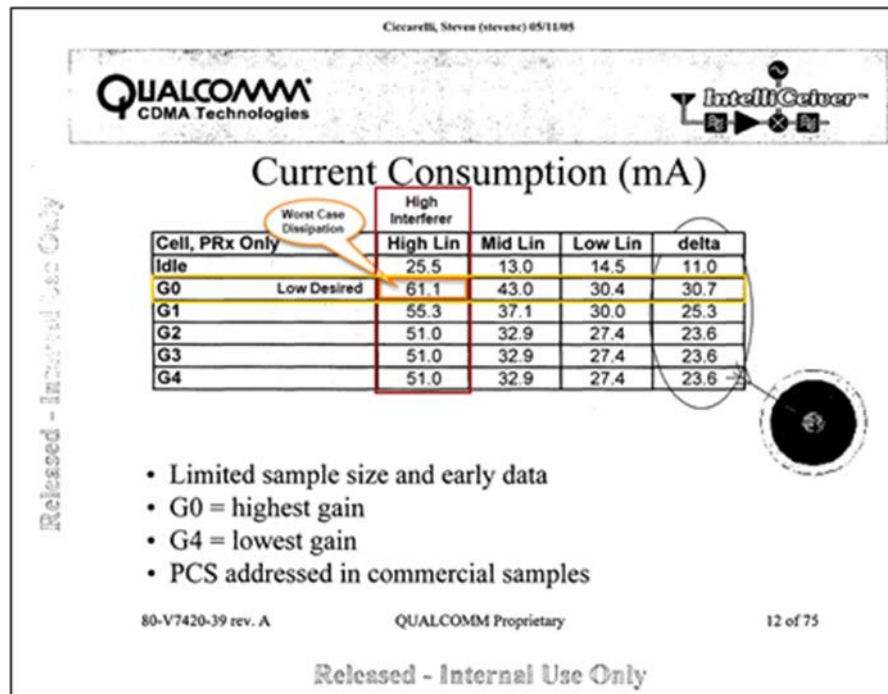 Ciccarelli, Steven (stevenc) 05/11/05
QUALCOMM®
CDMA Technologies
IntelliCeiver™
Current Consumption (mA)
Worst Case
Dissipation
High
Interferer
Cell, PRx Only High Lin Mid Lin Low Lin delta
Idle 25.5 13.0 14.5 11.0
G0 Low Desired 61.1 43.0 30.4 30.7
G1 55.3 37.1 30.0 25.3
G2 51.0 32.9 27.4 23.6
G3 51.0 32.9 27.4 23.6
G4 51.0 32.9 27.4 23.6
• Limited sample size and early data
• G0 = highest gain
• G4 = lowest gain
• PCS addressed in commercial samples
80-V7420-39 rev. A QUALCOMM Proprietary 12 of 75
Released - Internal Use Only
Released - Internal Use Only